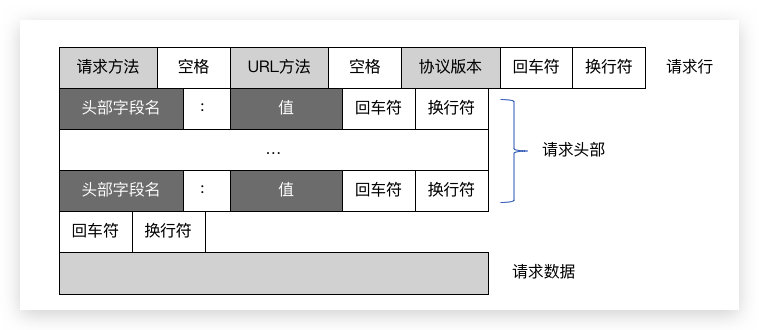 请求方法 空格 URL方法 空格 协议版本 回车符 换行符 请求行
头部字段名 : 值 回车符 换行符
... 请求头部
头部字段名 : 值 回车符 换行符
回车符 换行符
请求数据